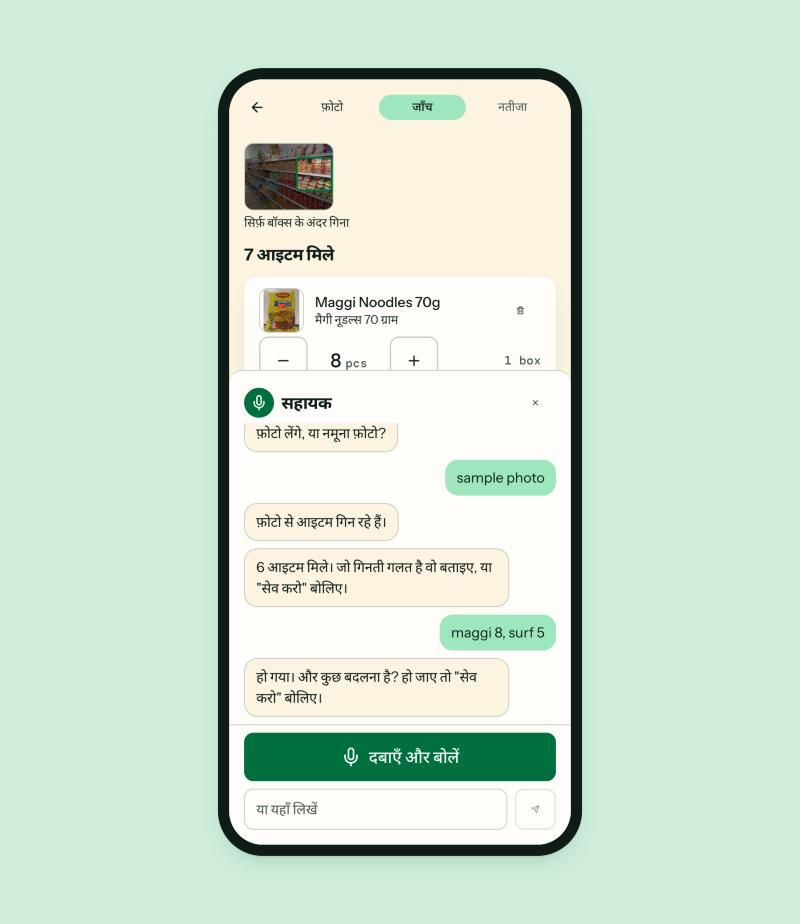 फ़ोटो
जाँच
नतीजा
सिर्फ़ बॉक्स के अंदर गिना
7 आइटम मिले
Maggi Noodles 70g
मैगी नूडल्स 70 ग्राम
− 8 pcs + 1 box
सहायक ×
फ़ोटो लेंगे, या नमूना फ़ोटो?
sample photo
फ़ोटो से आइटम गिन रहे हैं।
6 आइटम मिले। जो गिनती गलत है वो बताइए, या
"सेव करो" बोलिए।
maggi 8, surf 5
हो गया। और कुछ बदलना है? हो जाए तो "सेव
करो" बोलिए।
दबाएँ और बोलें
या यहाँ लिखें